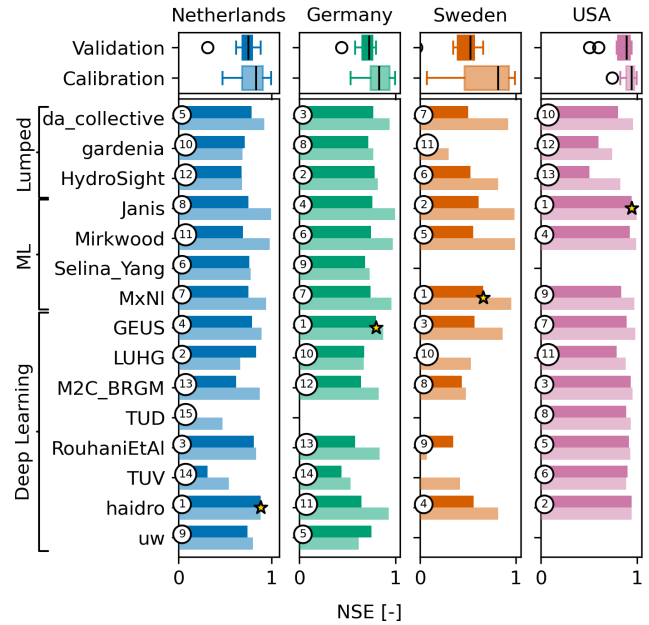 Netherlands Germany Sweden USA
Validation
Calibration
Lumped
da_collective 5 3 7 10
gardenia 10 8 11 12
HydroSight 12 2 6 13
ML
Janis 8 4 2 1
Mirkwood 11 6 5 4
Selina_Yang 6 9
MxNl 7 7 1 9
Deep Learning
GEUS 4 1 3 7
LUHG 2 10 10 11
M2C_BRGM 13 12 8 3
TUD 15 8
RouhaniEtAl 3 13 9 5
TUV 14 14 6
haidro 1 11 4 2
uw 9 5
0 1 0 1 0 1 0 1
NSE [-]